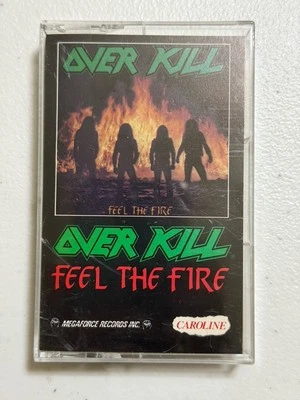 OVER KILL
FEEL THE FIRE
OVER KILL
FEEL THE FIRE
MEGAFORCE RECORDS INC.
CAROLINE